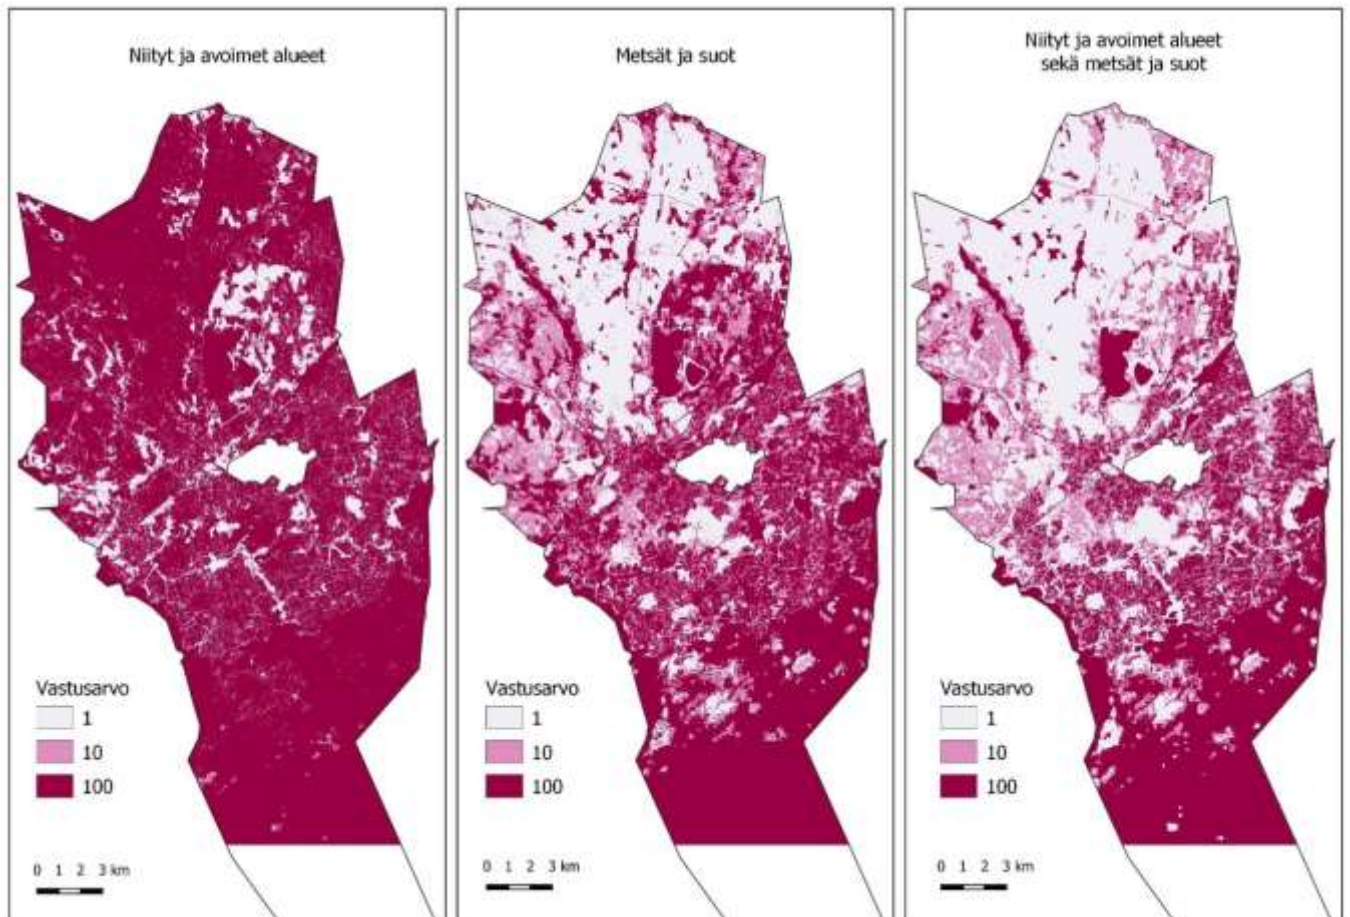 Niityt ja avoimet alueet
Vastusarvo
1
10
100
0 1 2 3 km
Metsät ja suot
Vastusarvo
1
10
100
0 1 2 3 km
Niityt ja avoimet alueet
sekä metsät ja suot
Vastusarvo
1
10
100
0 1 2 3 km